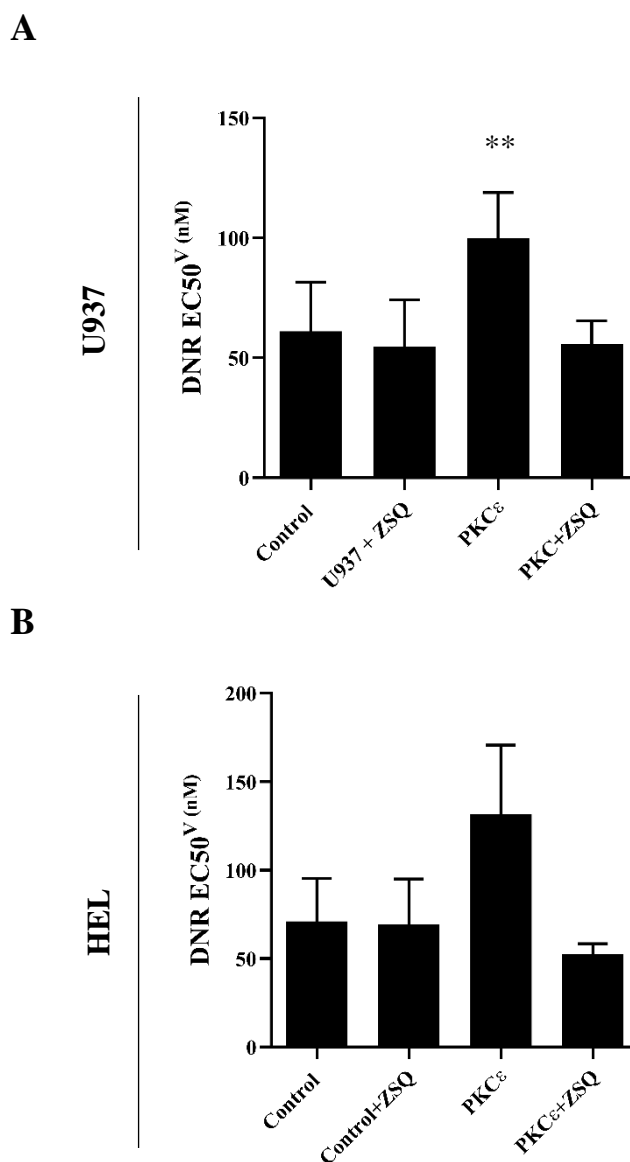 A
U937
DNR EC50V (nM)
150
100
50
0
**
Control
U937 + ZSQ
PKCε
PKC+ZSQ
B
HEL
DNR EC50V (nM)
200
150
100
50
0
Control
Control+ZSQ
PKCε
PKCε+ZSQ